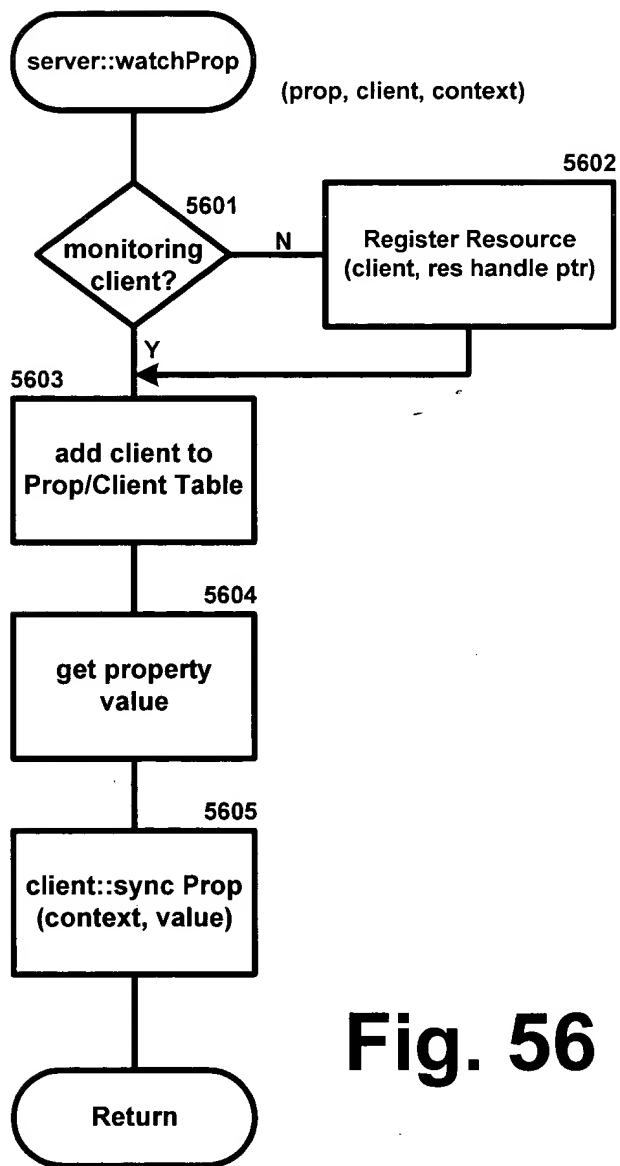 server::watchProp
(prop, client, context)
5601
monitoring
client?
N
5602
Register Resource
(client, res handle ptr)
Y
5603
add client to
Prop/Client Table
5604
get property
value
5605
client::sync Prop
(context, value)
Return
Fig. 56